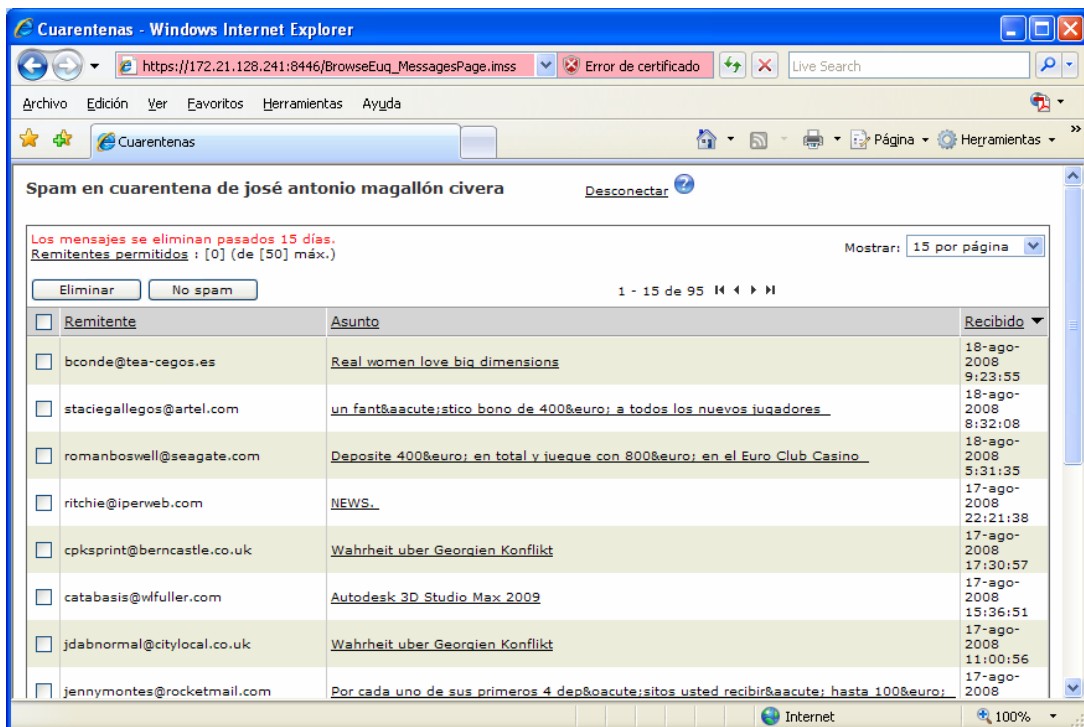 Cuarentenas - Windows Internet Explorer
https://172.21.128.241:8446/BrowseEuq_MessagesPage.imss Error de certificado Live Search
Archivo Edición Ver Favoritos Herramientas Ayuda
Cuarentenas Página Herramientas »
Spam en cuarentena de josé antonio magallón civera Desconectar ?
Los mensajes se eliminan pasados 15 días.
Remitentes permitidos : [0] (de [50] máx.) Mostrar: 15 por página
Eliminar No spam 1 - 15 de 95
Remitente Asunto Recibido
bconde@tea-cegos.es Real women love big dimensions 18-ago-
2008
9:23:55
staciegallegos@artel.com un fant&aacute;stico bono de 400&euro; a todos los nuevos jugadores 18-ago-
2008
8:32:08
romanboswell@seagate.com Deposite 400&euro; en total y juegue con 800&euro; en el Euro Club Casino 18-ago-
2008
5:31:35
ritchie@iperweb.com NEWS. 17-ago-
2008
22:21:38
cpksprint@berncastle.co.uk Wahrheit uber Georgien Konflikt 17-ago-
2008
17:30:57
catabasis@wlfuller.com Autodesk 3D Studio Max 2009 17-ago-
2008
15:36:51
jdabnormal@citylocal.co.uk Wahrheit uber Georgien Konflikt 17-ago-
2008
11:00:56
jennymontes@rocketmail.com Por cada uno de sus primeros 4 dep&oacute;sitos usted recibir&aacute; hasta 100&euro; 17-ago-
2008
Internet 100%